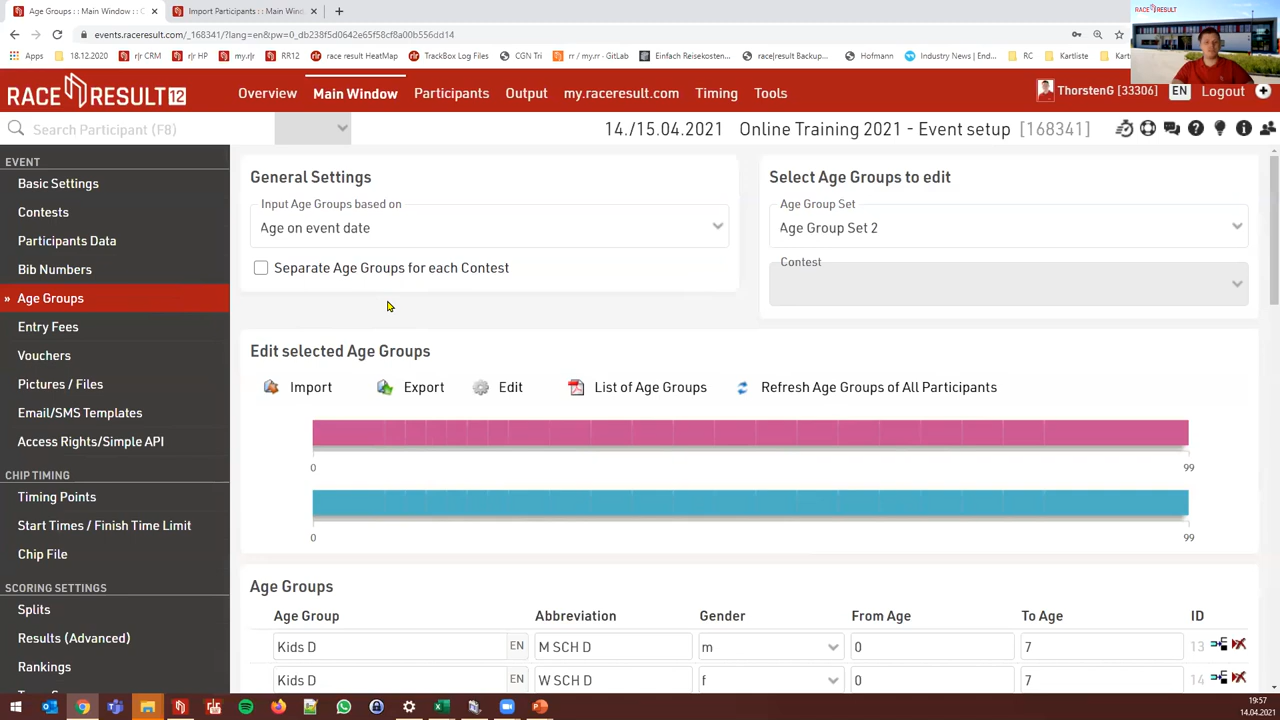 Age Groups : : Main Window : : C
Import Participants : : Main Wind
events.raceresult.com/_168341/?lang=en&pw=0_db238f5d0642e65f58cf8a00b556dd14
Apps 18.12.2020 r|r CRM r|r HP my.r|r RR12 race result HeatMap TrackBox Log Files CGN Tri rr / my.rr · GitLab Einfach Reisekosten... race|result Backup... Hofmann Industry News | En... RC Kartliste
RACE RESULT 12
Overview Main Window Participants Output my.raceresult.com Timing Tools
ThorstenG [33306] EN Logout
Search Participant (F8)
14./15.04.2021 Online Training 2021 - Event setup [168341]
EVENT
Basic Settings
Contests
Participants Data
Bib Numbers
» Age Groups
Entry Fees
Vouchers
Pictures / Files
Email/SMS Templates
Access Rights/Simple API
CHIP TIMING
Timing Points
Start Times / Finish Time Limit
Chip File
SCORING SETTINGS
Splits
Results (Advanced)
Rankings
General Settings
Input Age Groups based on
Age on event date
Separate Age Groups for each Contest
Select Age Groups to edit
Age Group Set
Age Group Set 2
Contest
Edit selected Age Groups
Import Export Edit List of Age Groups Refresh Age Groups of All Participants
0 99
0 99
Age Groups
Age Group Abbreviation Gender From Age To Age ID
Kids D EN M SCH D m 0 7 13
Kids D EN W SCH D f 0 7 14
19:57
14.04.2021